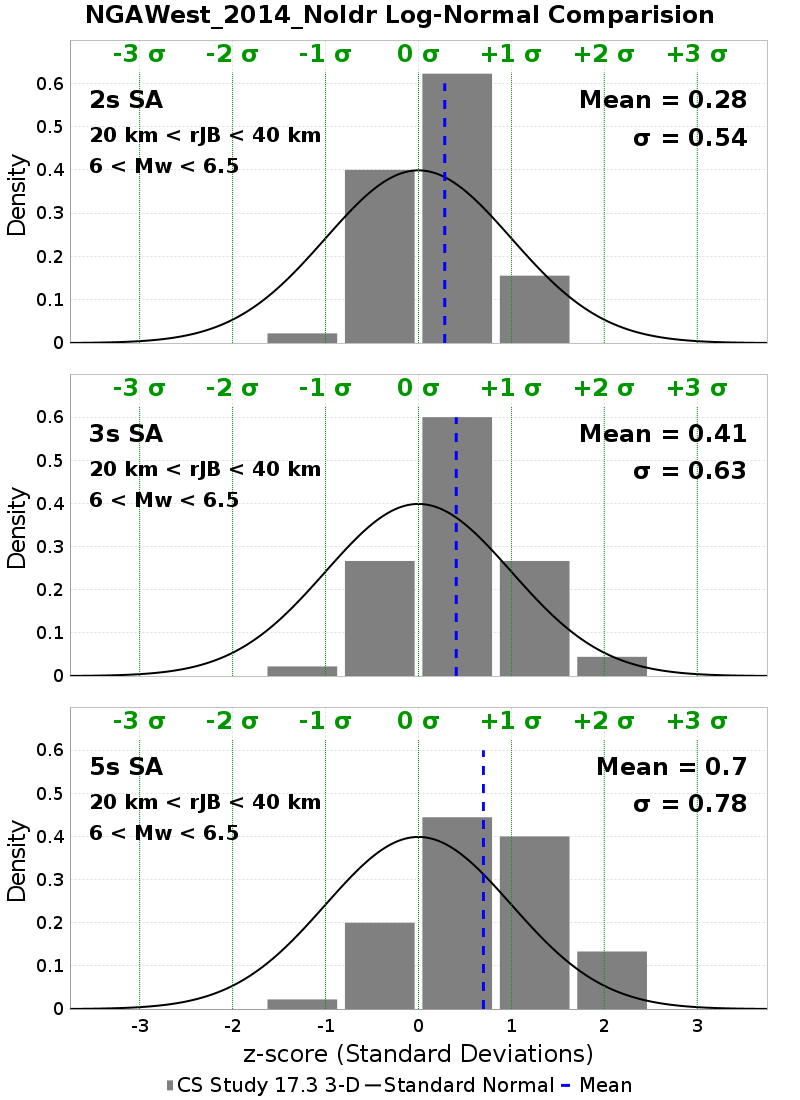 NGAWest_2014_NoIdr Log-Normal Comparision
-3 σ -2 σ -1 σ 0 σ +1 σ +2 σ +3 σ
2s SA
Mean = 0.28
20 km < rJB < 40 km
σ = 0.54
6 < Mw < 6.5
0.6
0.5
0.4
0.3
0.2
0.1
0
Density
-3 σ -2 σ -1 σ 0 σ +1 σ +2 σ +3 σ
3s SA
Mean = 0.41
20 km < rJB < 40 km
σ = 0.63
6 < Mw < 6.5
0.6
0.5
0.4
0.3
0.2
0.1
0
Density
-3 σ -2 σ -1 σ 0 σ +1 σ +2 σ +3 σ
5s SA
Mean = 0.7
20 km < rJB < 40 km
σ = 0.78
6 < Mw < 6.5
0.6
0.5
0.4
0.3
0.2
0.1
0
Density
-3 -2 -1 0 1 2 3
z-score (Standard Deviations)
CS Study 17.3 3-D Standard Normal Mean